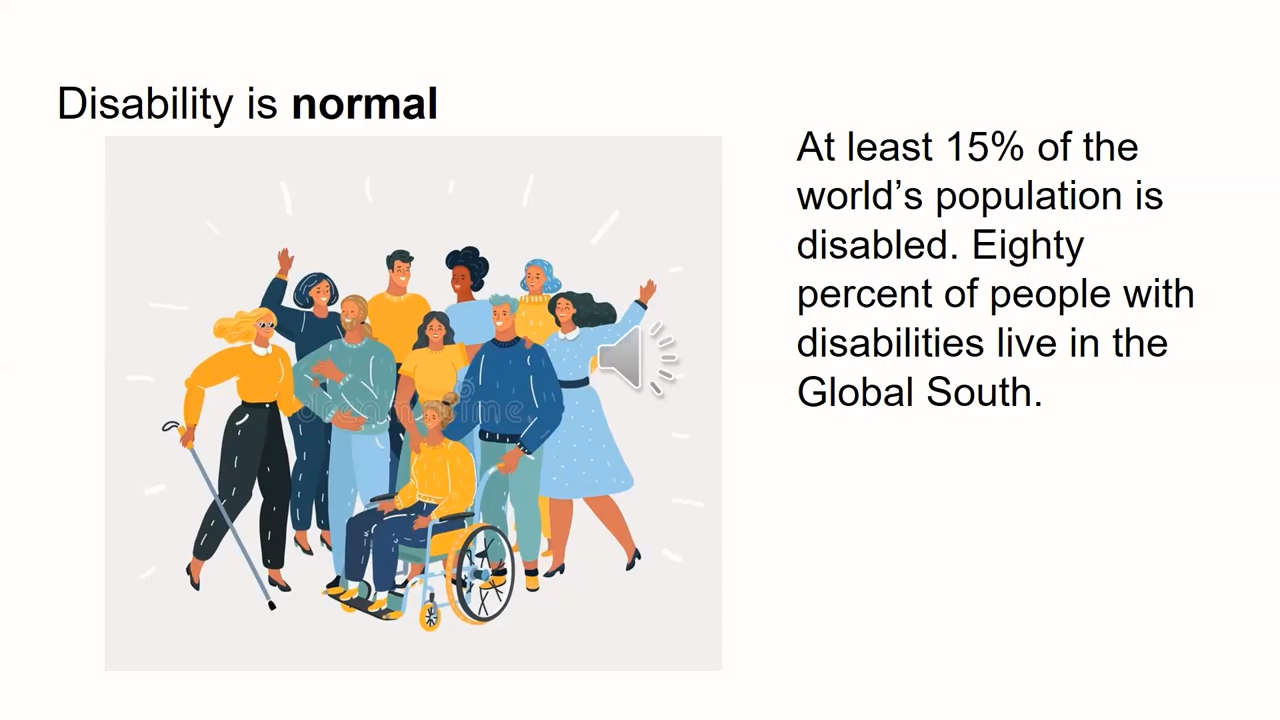 Disability is normal
At least 15% of the
world’s population is
disabled. Eighty
percent of people with
disabilities live in the
Global South.
dreamstime